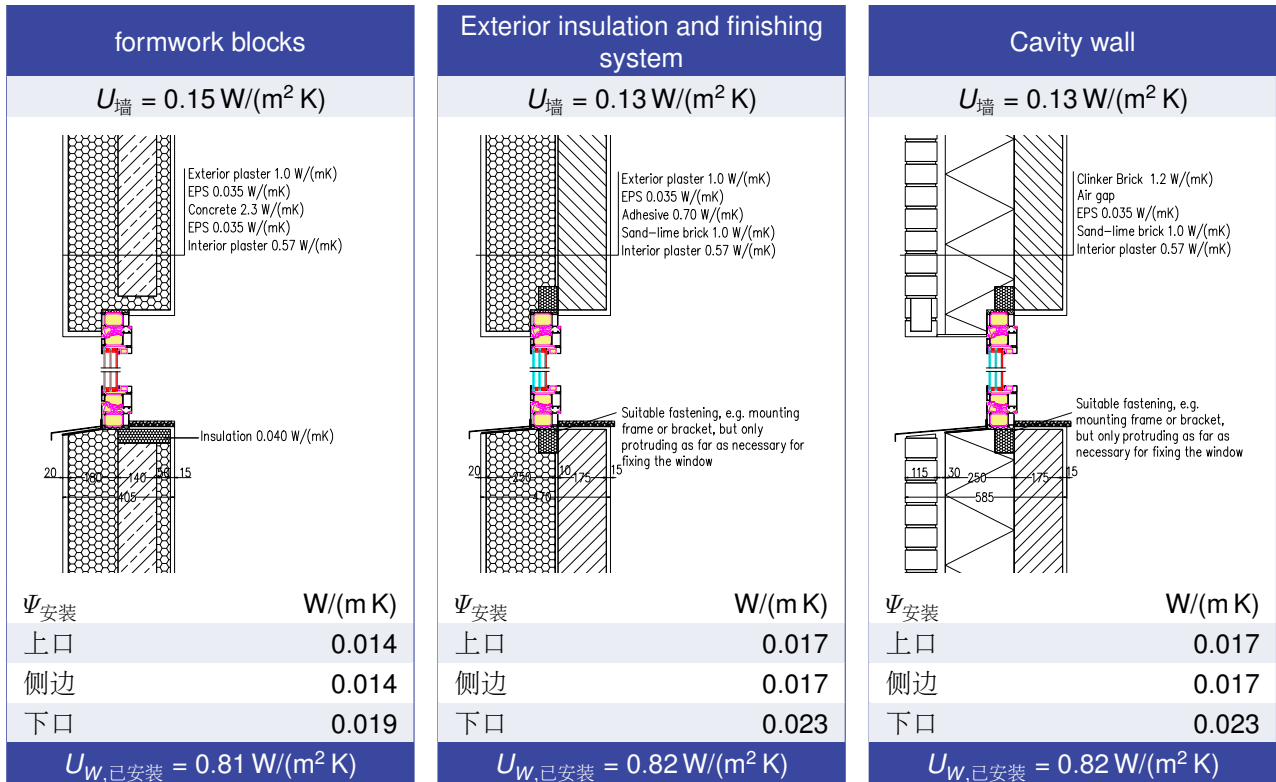 formwork blocks
U墙 = 0.15 W/(m² K)
Exterior plaster 1.0 W/(mK)
EPS 0.035 W/(mK)
Concrete 2.3 W/(mK)
EPS 0.035 W/(mK)
Interior plaster 0.57 W/(mK)
Insulation 0.040 W/(mK)
20 180 140 50 15
405
Ψ安装 W/(m K)
上口 0.014
侧边 0.014
下口 0.019
U_W,已安装 = 0.81 W/(m² K)
Exterior insulation and finishing
system
U墙 = 0.13 W/(m² K)
Exterior plaster 1.0 W/(mK)
EPS 0.035 W/(mK)
Adhesive 0.70 W/(mK)
Sand-lime brick 1.0 W/(mK)
Interior plaster 0.57 W/(mK)
Suitable fastening, e.g. mounting
frame or bracket, but only
protruding as far as necessary for
fixing the window
20 250 10 175 15
470
Ψ安装 W/(m K)
上口 0.017
侧边 0.017
下口 0.023
U_W,已安装 = 0.82 W/(m² K)
Cavity wall
U墙 = 0.13 W/(m² K)
Clinker Brick 1.2 W/(mK)
Air gap
EPS 0.035 W/(mK)
Sand-lime brick 1.0 W/(mK)
Interior plaster 0.57 W/(mK)
Suitable fastening, e.g.
mounting frame or bracket,
but only protruding as far as
necessary for fixing the window
115 30 250 175 15
585
Ψ安装 W/(m K)
上口 0.017
侧边 0.017
下口 0.023
U_W,已安装 = 0.82 W/(m² K)